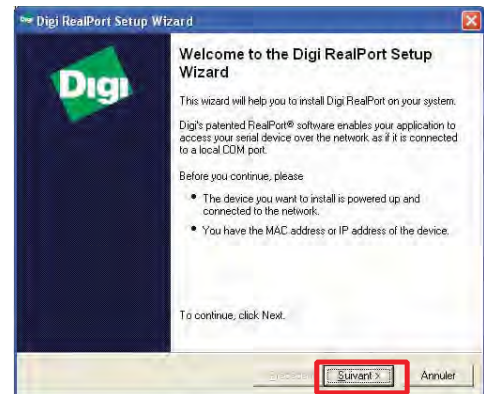 Digi RealPort Setup Wizard
Digi
Welcome to the Digi RealPort Setup
Wizard
This wizard will help you to install Digi RealPort on your system.
Digi's patented RealPort® software enables your application to
access your serial device over the network as if it is connected
to a local COM port.
Before you continue, please
• The device you want to install is powered up and
connected to the network.
• You have the MAC address or IP address of the device.
To continue, click Next.
Suivant >
Annuler